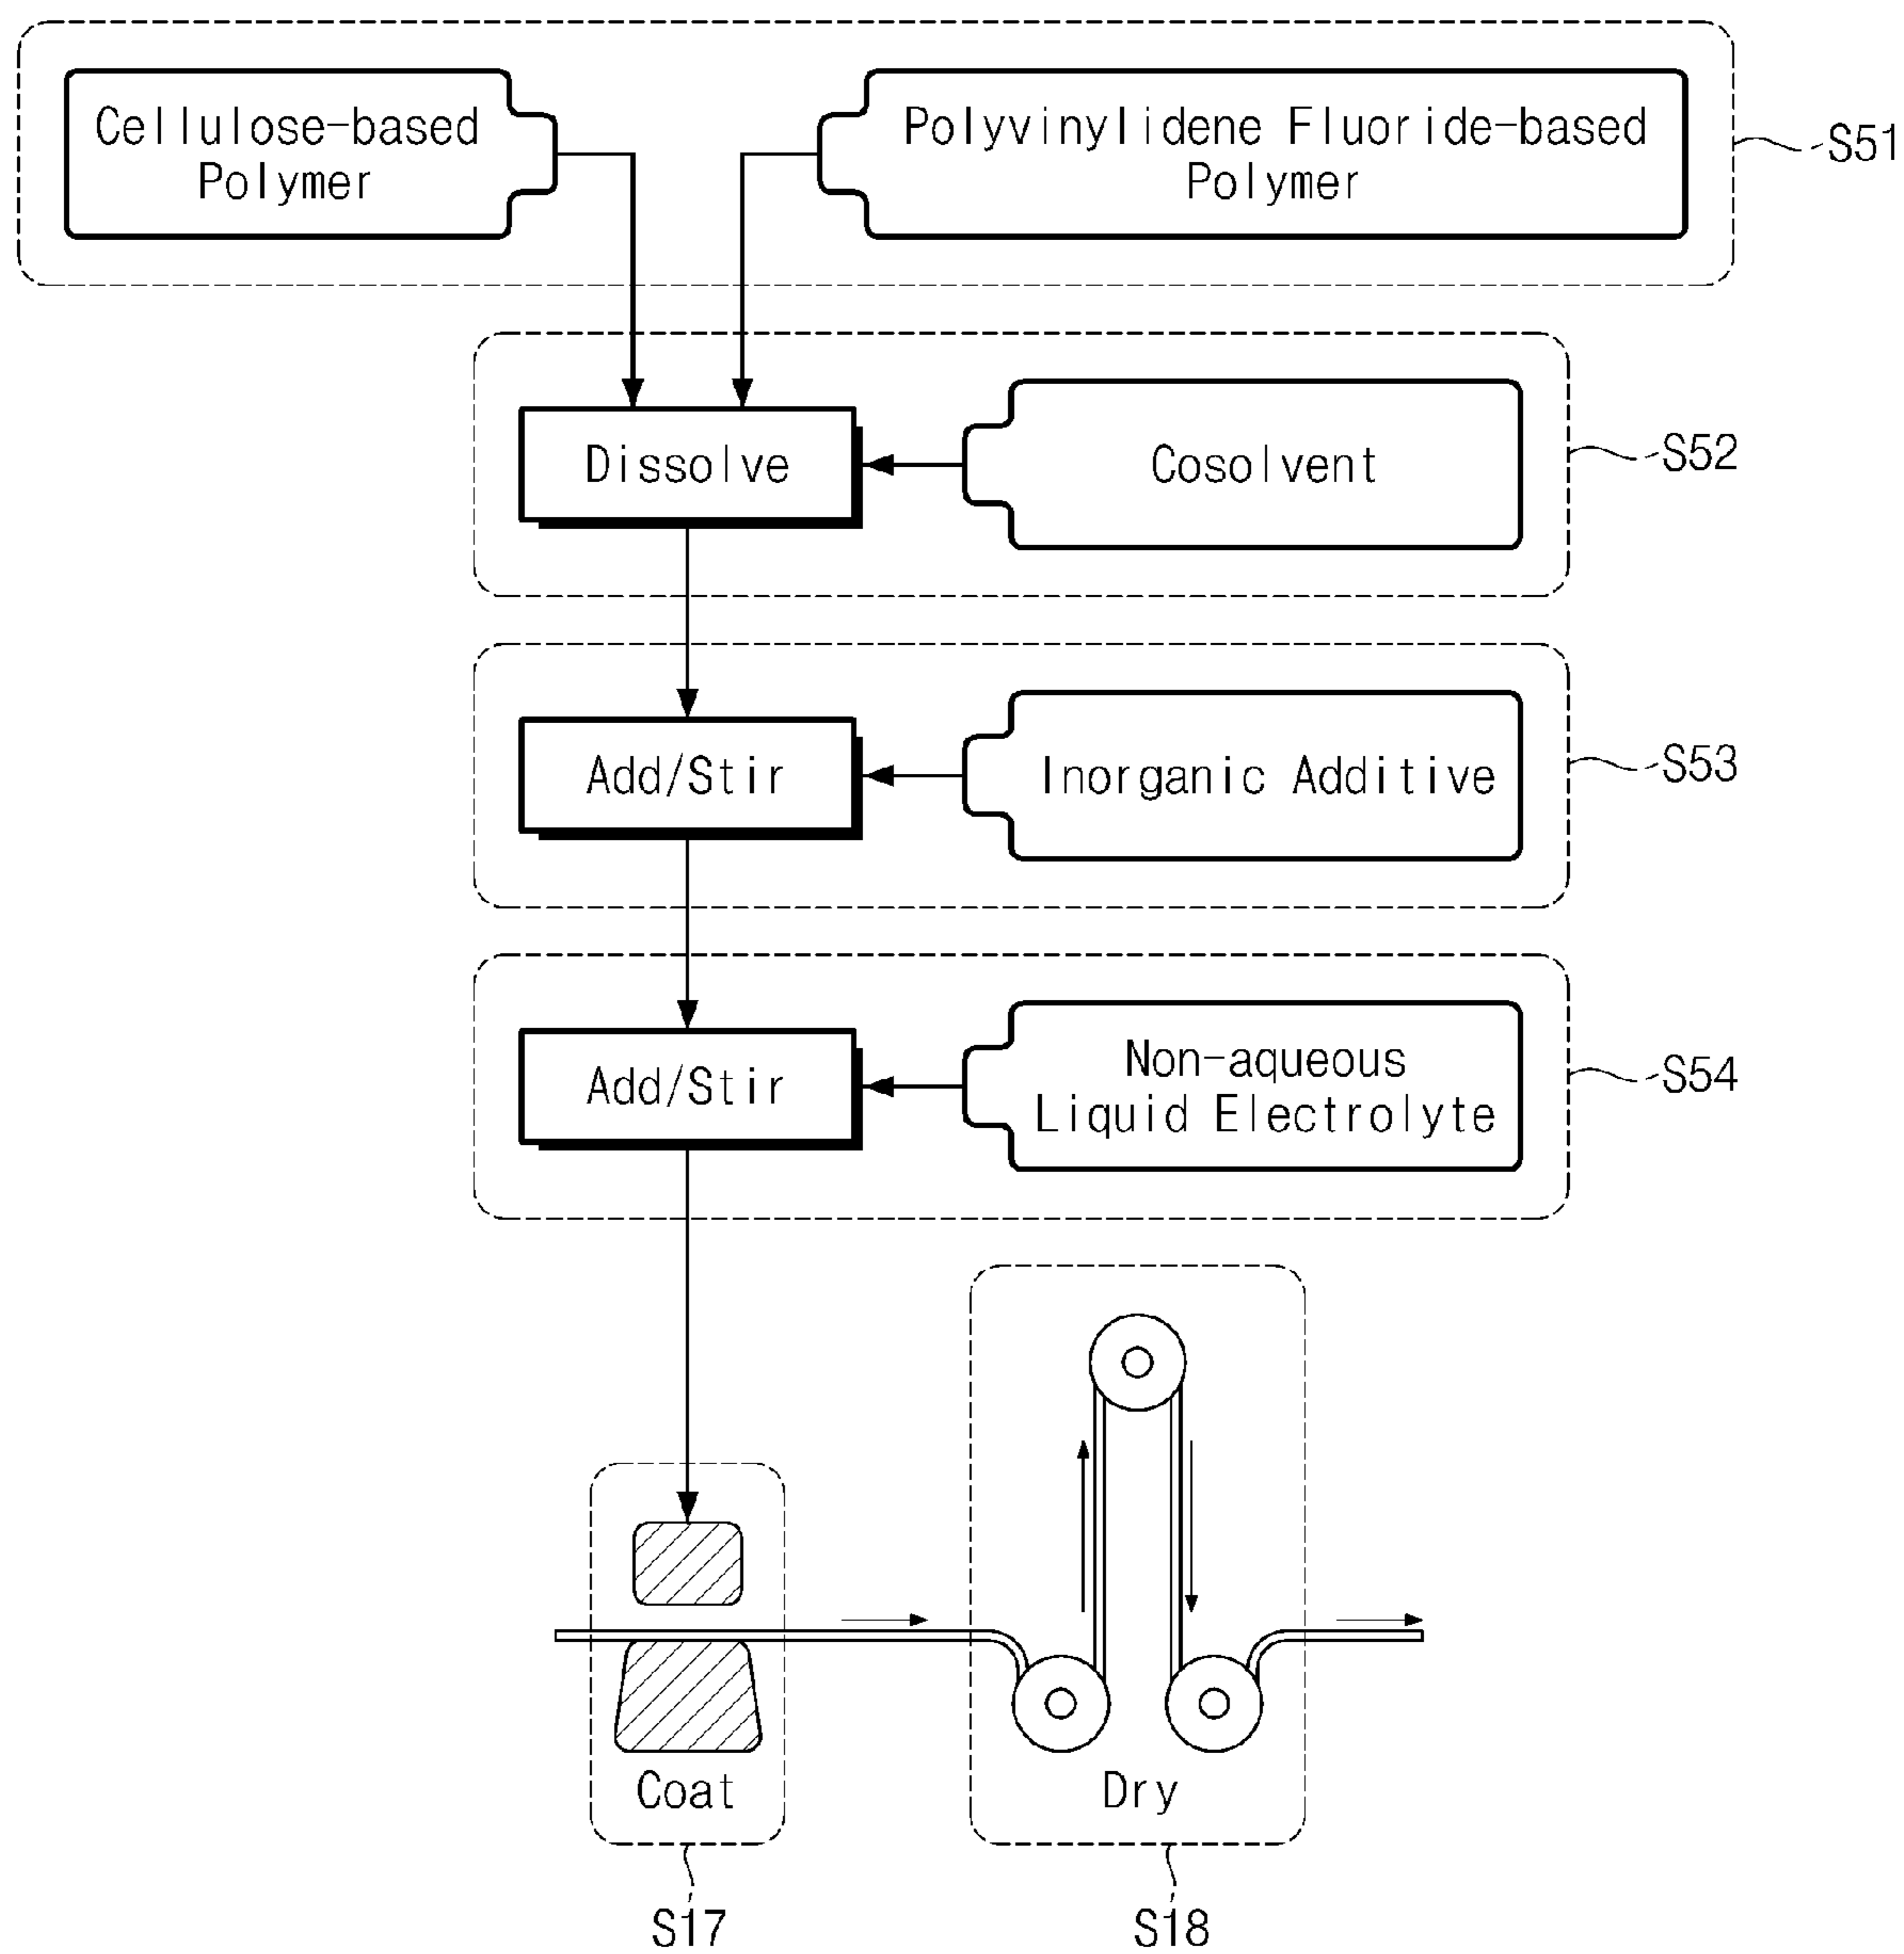 Cellulose-based
Polymer
Polyvinylidene Fluoride-based
Polymer
S51
Dissolve
Cosolvent
S52
Add/Stir
Inorganic Additive
S53
Add/Stir
Non-aqueous
Liquid Electrolyte
S54
Coat
Dry
S17
S18